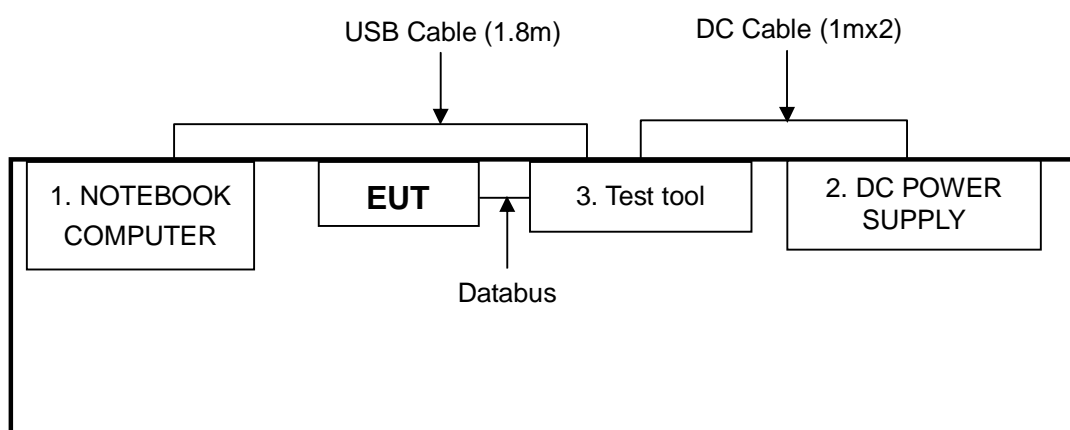 USB Cable (1.8m)
DC Cable (1mx2)
1. NOTEBOOK
COMPUTER
EUT
3. Test tool
2. DC POWER
SUPPLY
Databus